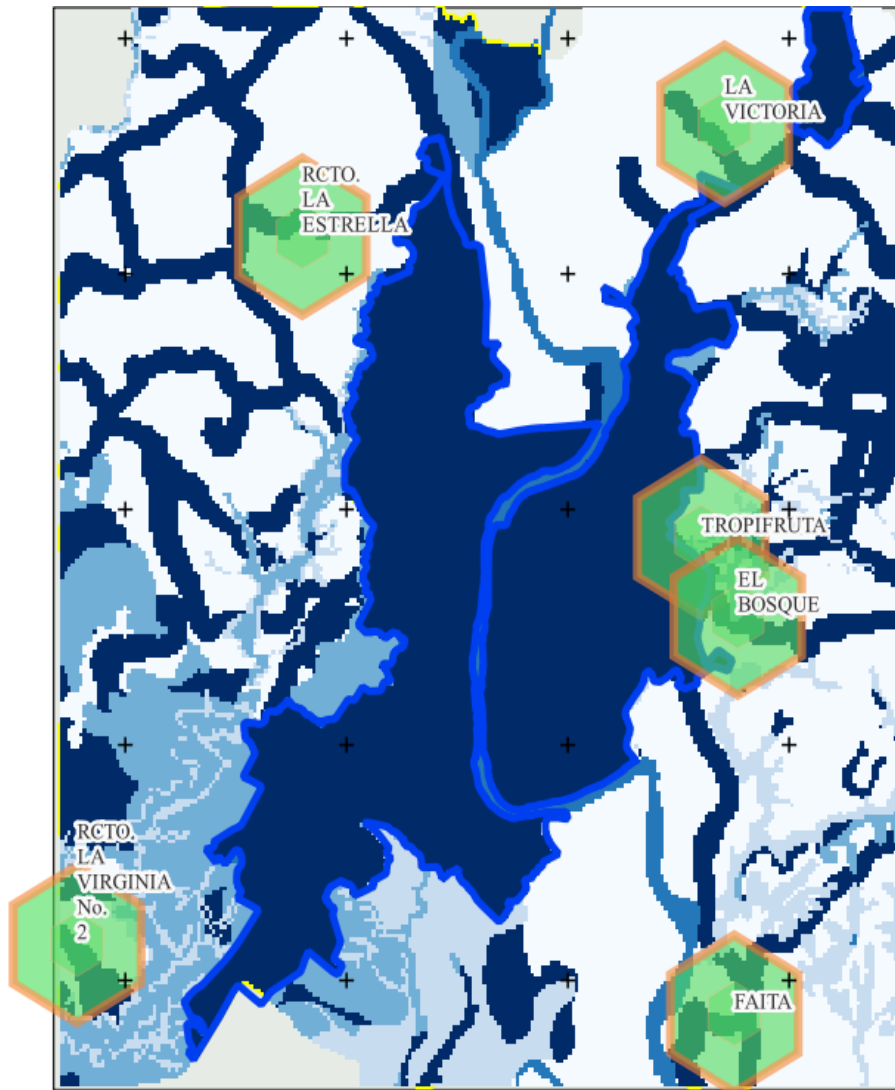 LA
VICTORIA
RCTO.
LA
ESTRELLA
TROPIFRUTA
EL
BOSQUE
RCTO.
LA
VIRGINIA
No.
2
FAITA